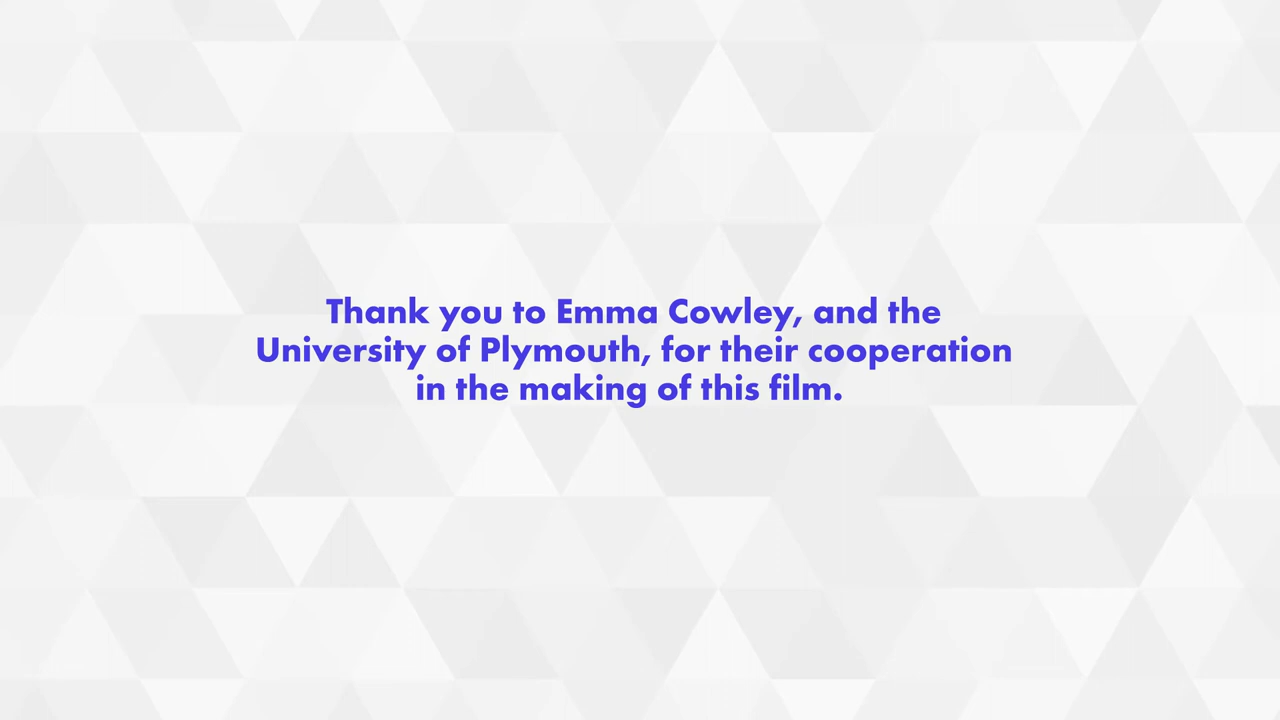 Thank you to Emma Cowley, and the
University of Plymouth, for their cooperation
in the making of this film.